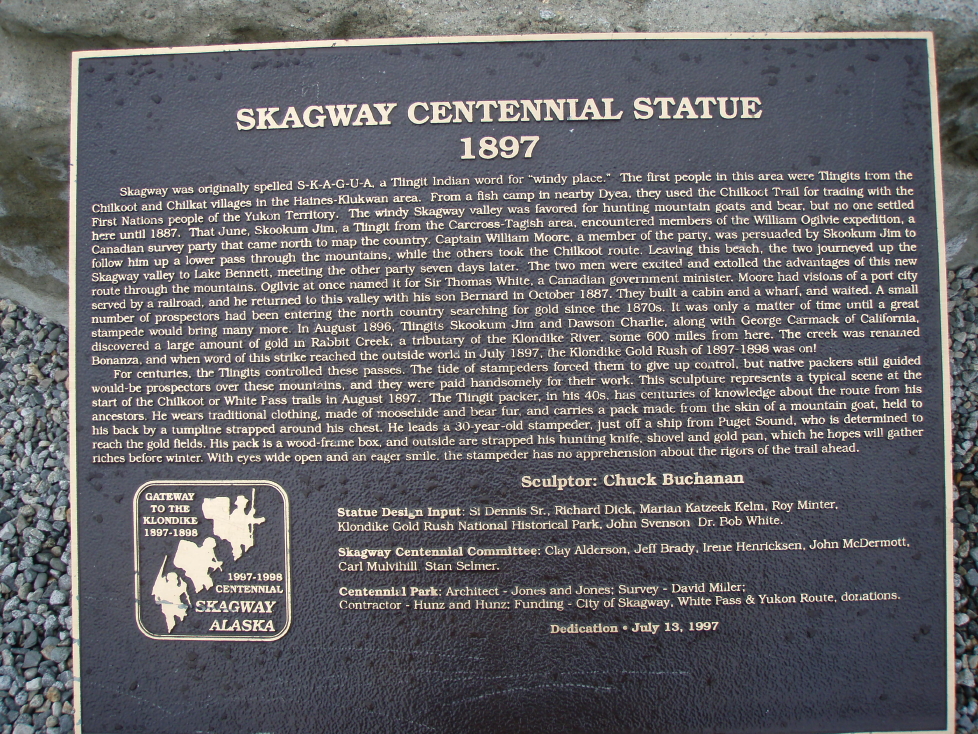 SKAGWAY CENTENNIAL STATUE
1897
Skagway was originally spelled S-K-A-G-U-A, a Tlingit Indian word for "windy place." The first people in this area were Tlingits from the
Chilkoot and Chilkat villages in the Haines-Klukwan area. From a fish camp in nearby Dyea, they used the Chilkoot Trail for trading with the
First Nations people of the Yukon Territory. The windy Skagway valley was favored for hunting mountain goats and bear, but no one settled
here until 1887. That June, Skookum Jim, a Tlingit from the Carcross-Tagish area, encountered members of the William Ogilvie expedition, a
Canadian survey party that came north to map the country. Captain William Moore, a member of the party, was persuaded by Skookum Jim to
follow him up a lower pass through the mountains, while the others took the Chilkoot route. Leaving this beach, the two journeyed up the
Skagway valley to Lake Bennett, meeting the other party seven days later. The two men were excited and extolled the advantages of this new
route through the mountains. Ogilvie at once named it for Sir Thomas White, a Canadian government minister. Moore had visions of a port city
served by a railroad, and he returned to this valley with his son Bernard in October 1887. They built a cabin and a wharf, and waited. A small
number of prospectors had been entering the north country searching for gold since the 1870s. It was only a matter of time until a great
stampede would bring many more. In August 1896, Tlingits Skookum Jim and Dawson Charlie, along with George Carmack of California,
discovered a large amount of gold in Rabbit Creek, a tributary of the Klondike River, some 600 miles from here. The creek was renamed
Bonanza, and when word of this strike reached the outside world in July 1897, the Klondike Gold Rush of 1897-1898 was on!
For centuries, the Tlingits controlled these passes. The tide of stampeders forced them to give up control, but native packers still guided
would-be prospectors over these mountains, and they were paid handsomely for their work. This sculpture represents a typical scene at the
start of the Chilkoot or White Pass trails in August 1897. The Tlingit packer, in his 40s, has centuries of knowledge about the route from his
ancestors. He wears traditional clothing, made of moosehide and bear fur, and carries a pack made from the skin of a mountain goat, held to
his back by a tumpline strapped around his chest. He leads a 30-year-old stampeder, just off a ship from Puget Sound, who is determined to
reach the gold fields. His pack is a wood-frame box, and outside are strapped his hunting knife, shovel and gold pan, which he hopes will gather
riches before winter. With eyes wide open and an eager smile, the stampeder has no apprehension about the rigors of the trail ahead.
Sculptor: Chuck Buchanan
Statue Design Input: Si Dennis Sr., Richard Dick, Marian Katzeek Kelm, Roy Minter,
Klondike Gold Rush National Historical Park, John Svenson Dr. Bob White.
Skagway Centennial Committee: Clay Alderson, Jeff Brady, Irene Henricksen, John McDermott,
Carl Mulvihill Stan Selmer.
Centennial Park: Architect - Jones and Jones; Survey - David Miller;
Contractor - Hunz and Hunz; Funding - City of Skagway, White Pass & Yukon Route, donations.
Dedication • July 13, 1997
GATEWAY
TO THE
KLONDIKE
1897-1898
1997-1998
CENTENNIAL
SKAGWAY
ALASKA